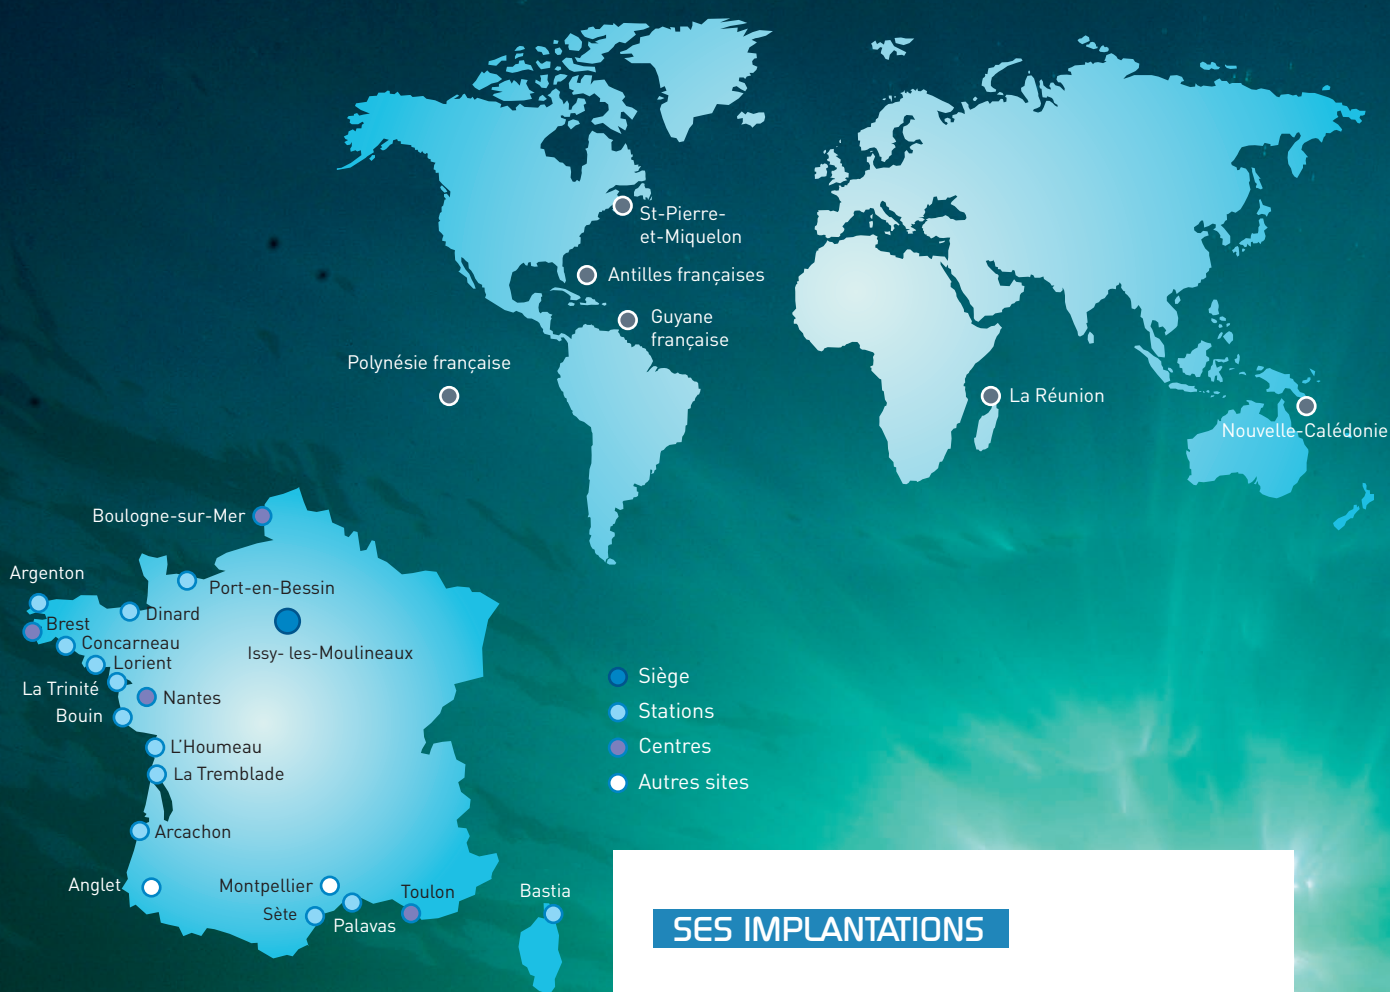 St-Pierre-
et-Miquelon
Antilles françaises
Guyane
française
Polynésie française
La Réunion
Nouvelle-Calédonie
Boulogne-sur-Mer
Argenton
Port-en-Bessin
Dinard
Brest
Concarneau
Issy- les-Moulineaux
Lorient
La Trinité
Nantes
Bouin
L'Houmeau
La Tremblade
Arcachon
Anglet
Montpellier
Toulon
Bastia
Sète
Palavas
Siège
Stations
Centres
Autres sites
SES IMPLANTATIONS